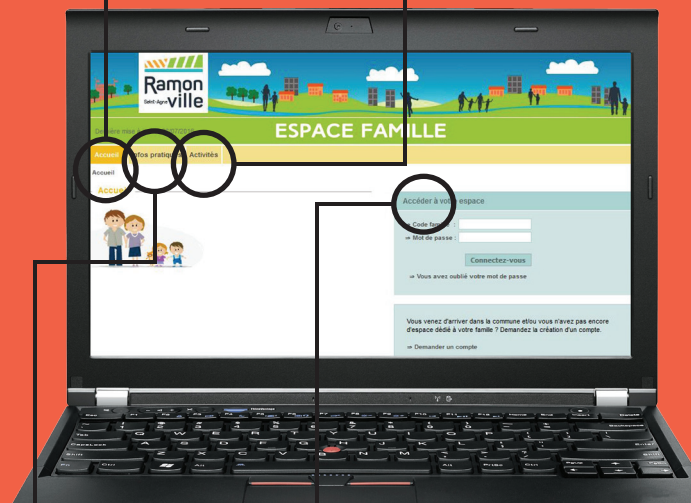 Ramon
Saint-Agne ville
ESPACE FAMILLE
Accueil Infos pratiques Activités
Accueil
Accueil
Accéder à votre espace
⇒ Code famille :
⇒ Mot de passe :
Connectez-vous
⇒ Vous avez oublié votre mot de passe
Vous venez d'arriver dans la commune et/ou vous n'avez pas encore
d'espace dédié à votre famille ? Demandez la création d'un compte.
⇒ Demander un compte